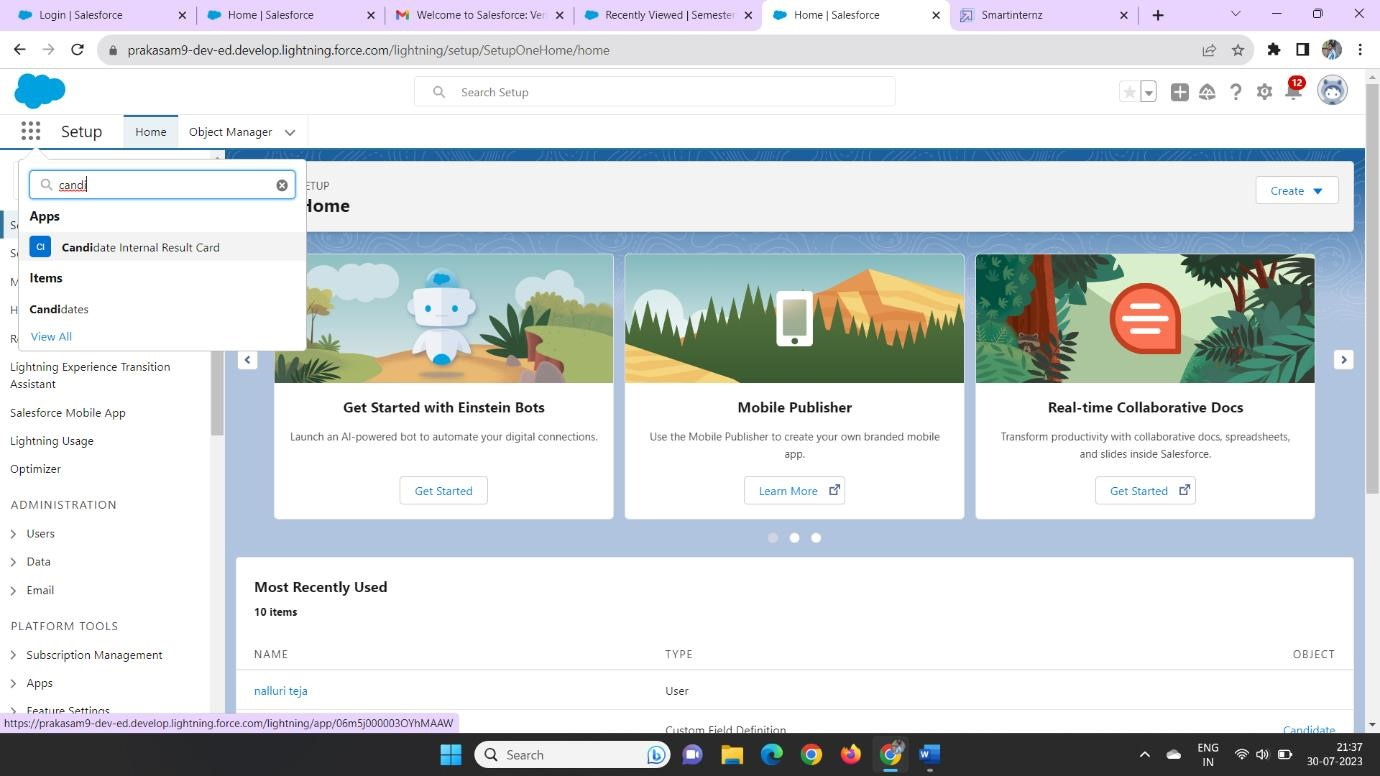 Login | Salesforce
Home | Salesforce
Welcome to Salesforce: Ver
Recently Viewed | Semester
Home | Salesforce
Smartinternz
prakasam9-dev-ed.develop.lightning.force.com/lightning/setup/SetupOneHome/home
Search Setup
12
Setup
Home
Object Manager
candi
Apps
CI
Candidate Internal Result Card
Items
Candidates
View All
Lightning Experience Transition
Assistant
Salesforce Mobile App
Lightning Usage
Optimizer
ADMINISTRATION
Users
Data
Email
PLATFORM TOOLS
Subscription Management
Apps
Feature Settings
https://prakasam9-dev-ed.develop.lightning.force.com/lightning/app/06m5j000003OYhMAAW
ETUP
Home
Create
Get Started with Einstein Bots
Launch an AI-powered bot to automate your digital connections.
Get Started
Mobile Publisher
Use the Mobile Publisher to create your own branded mobile
app.
Learn More
Real-time Collaborative Docs
Transform productivity with collaborative docs, spreadsheets,
and slides inside Salesforce.
Get Started
Most Recently Used
10 items
NAME
TYPE
OBJECT
nalluri teja
User
Custom Field Definition
Candidate
Search
ENG
IN
21:37
30-07-2023